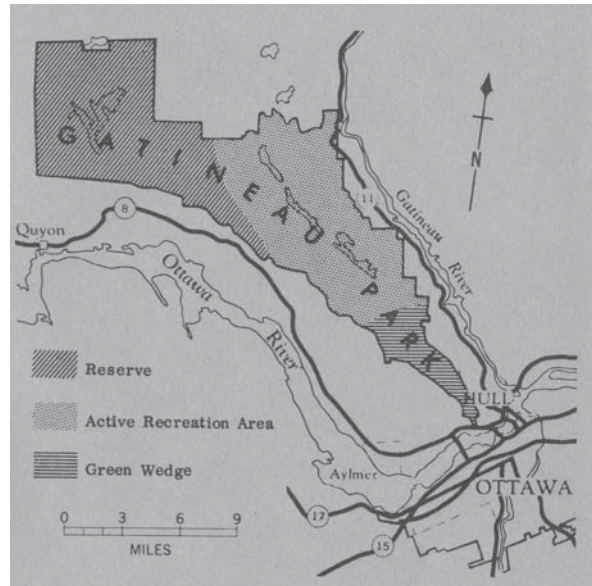 GATINEAU PARK
N
11
Gatineau River
8
Quyon
Ottawa River
HULL
Reserve
Active Recreation Area
Green Wedge
Aylmer
OTTAWA
17
15
0 3 6 9
MILES